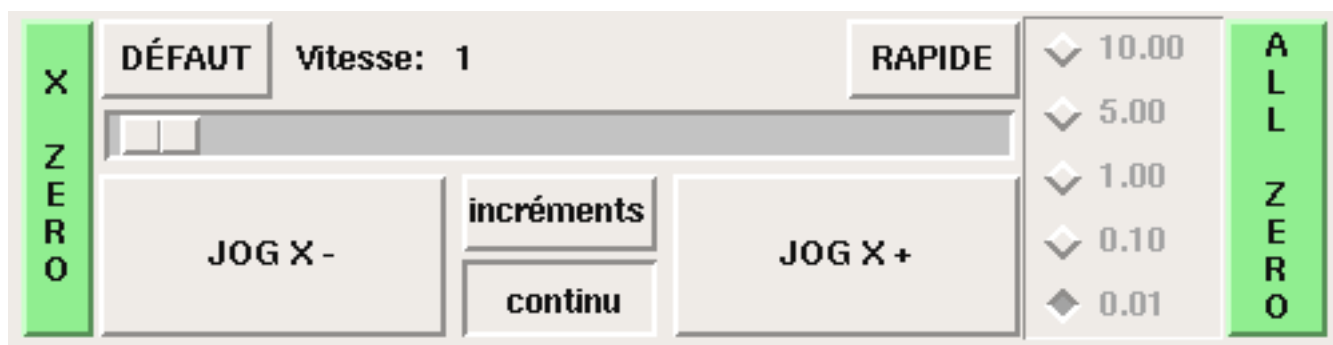 X ZERO
DÉFAUT Vitesse: 1 RAPIDE
JOG X -
incréments
continu
JOG X +
10.00
5.00
1.00
0.10
0.01
ALL ZERO